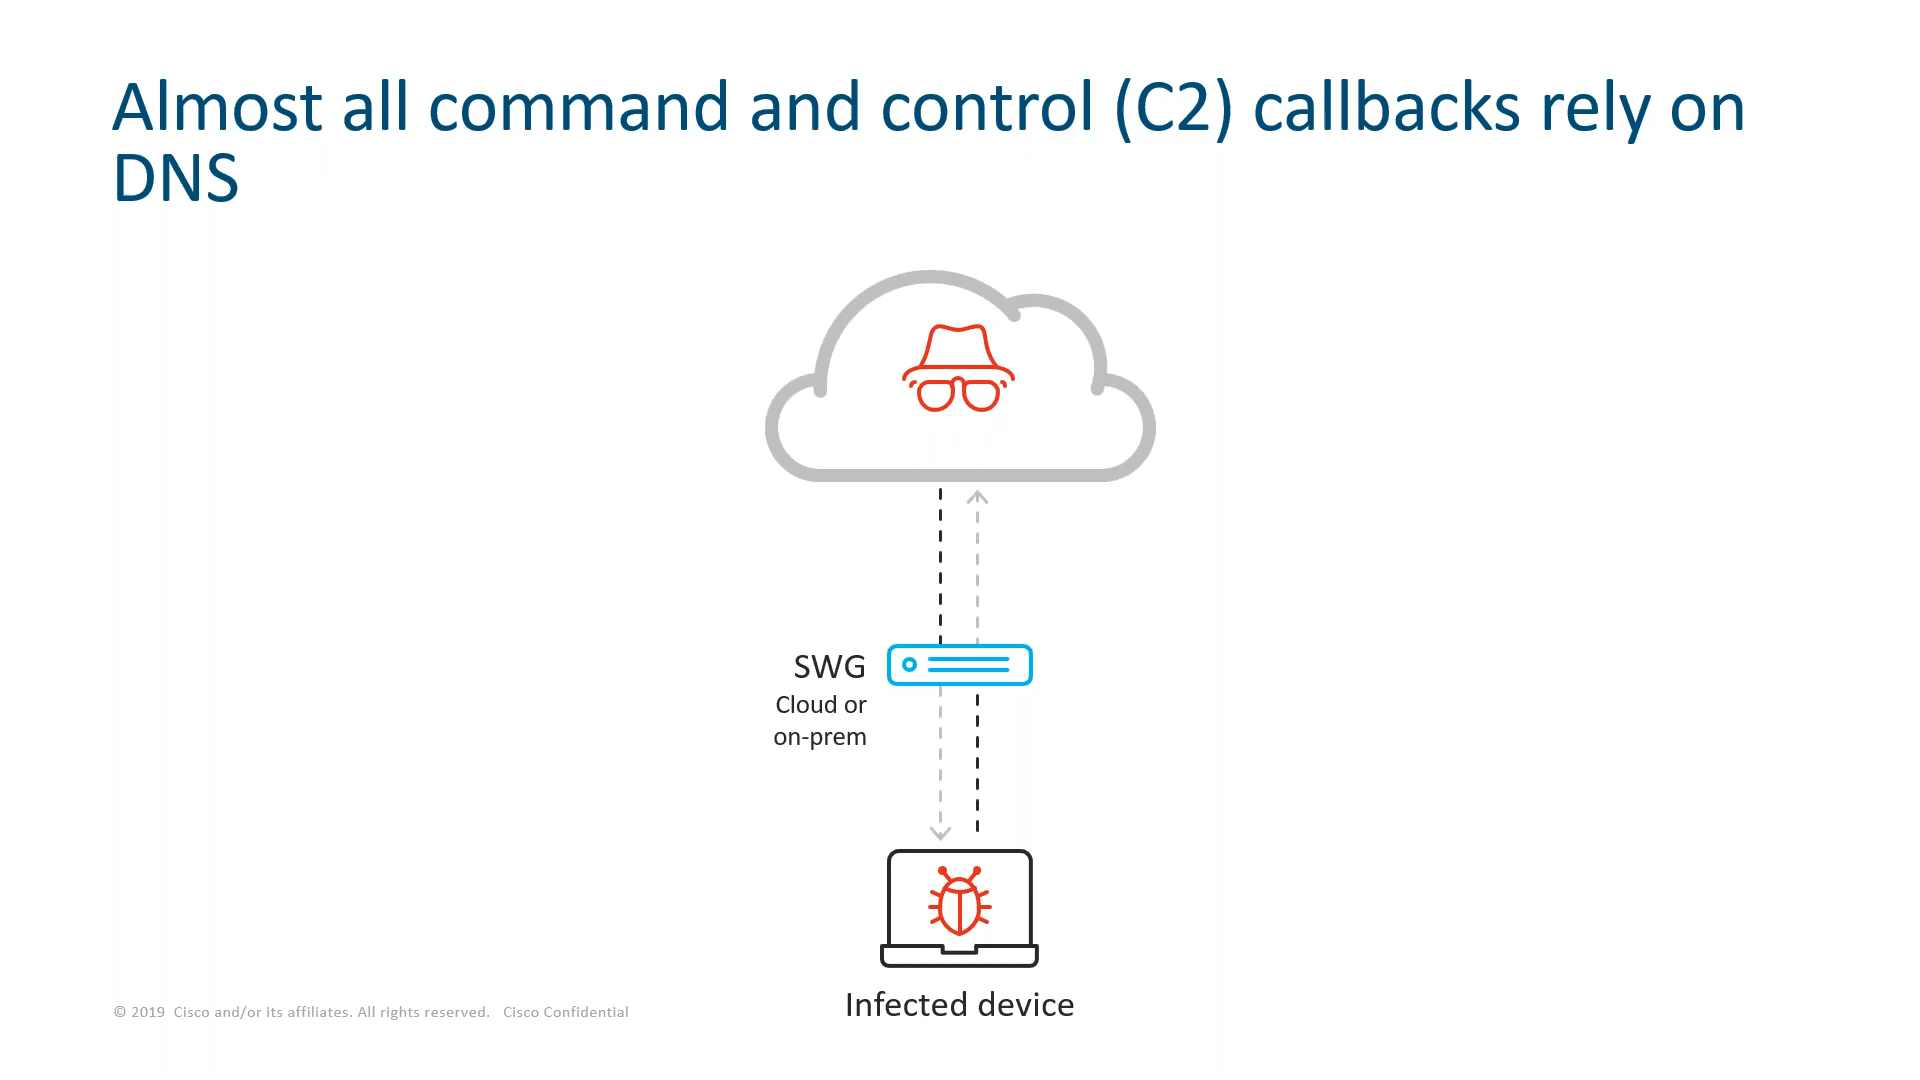 Almost all command and control (C2) callbacks rely on
DNS
SWG
Cloud or
on-prem
Infected device
© 2019 Cisco and/or its affiliates. All rights reserved. Cisco Confidential